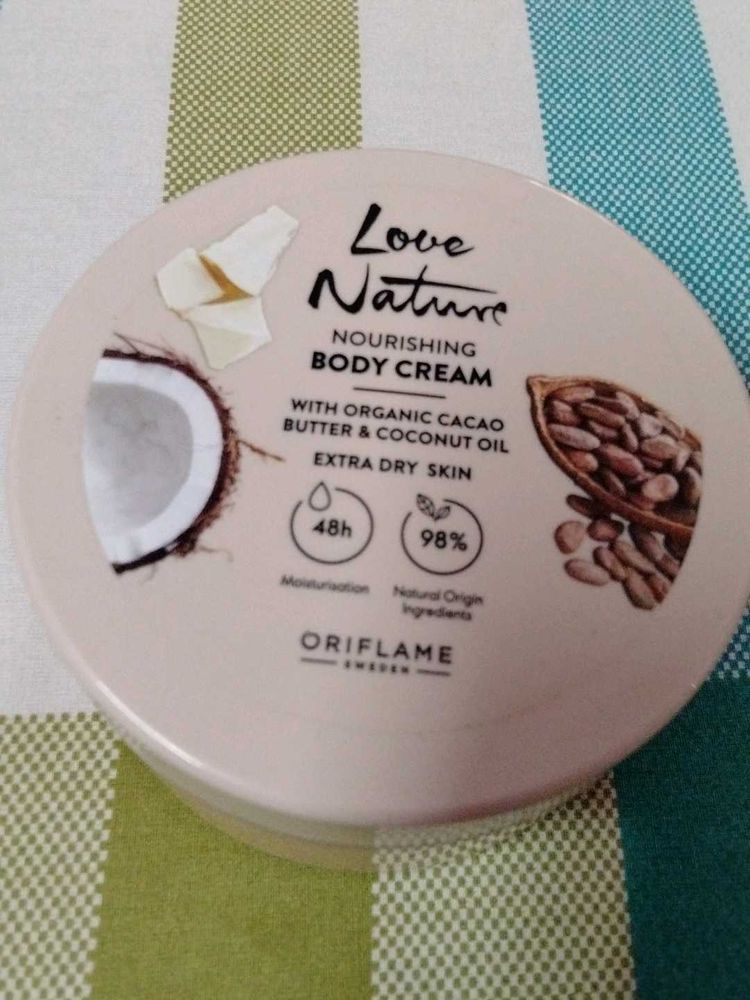 Love
Nature
NOURISHING
BODY CREAM
WITH ORGANIC CACAO
BUTTER & COCONUT OIL
EXTRA DRY SKIN
48h
98%
Moisturisation
Natural Origin
Ingredients
ORIFLAME
SWEDEN